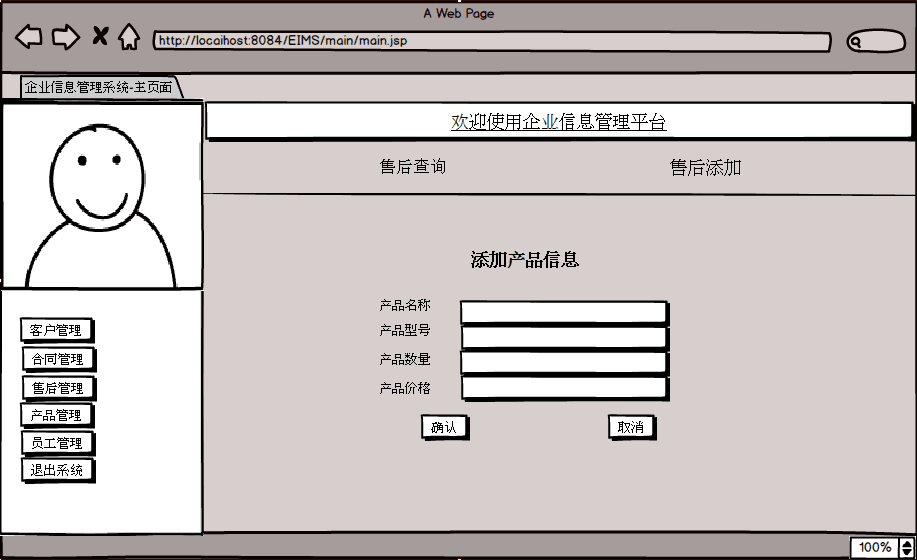 A Web Page
http://locaihost:8084/EIMS/main/main.jsp
企业信息管理系统-主页面
欢迎使用企业信息管理平台
售后查询 售后添加
添加产品信息
产品名称
产品型号
产品数量
产品价格
确认 取消
客户管理
合同管理
售后管理
产品管理
员工管理
退出系统
100%